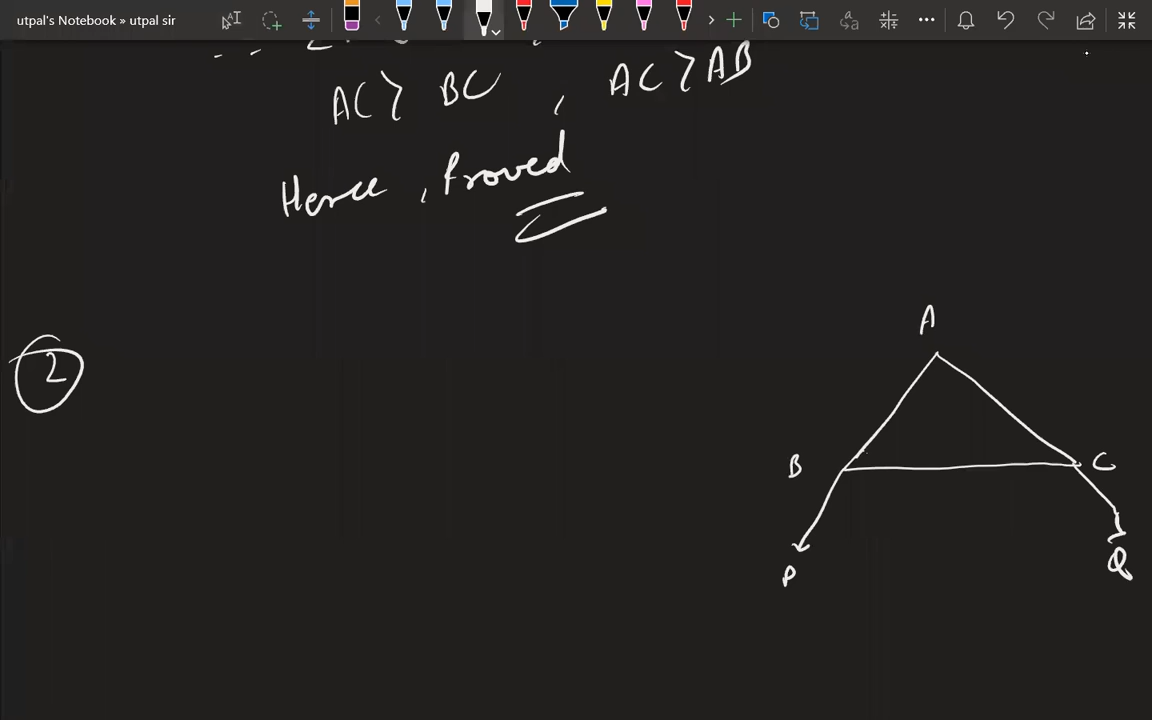 utpal's Notebook » utpal sir
AC > BC , AC > AB
Hence , Proved
2
A
B C
P Q